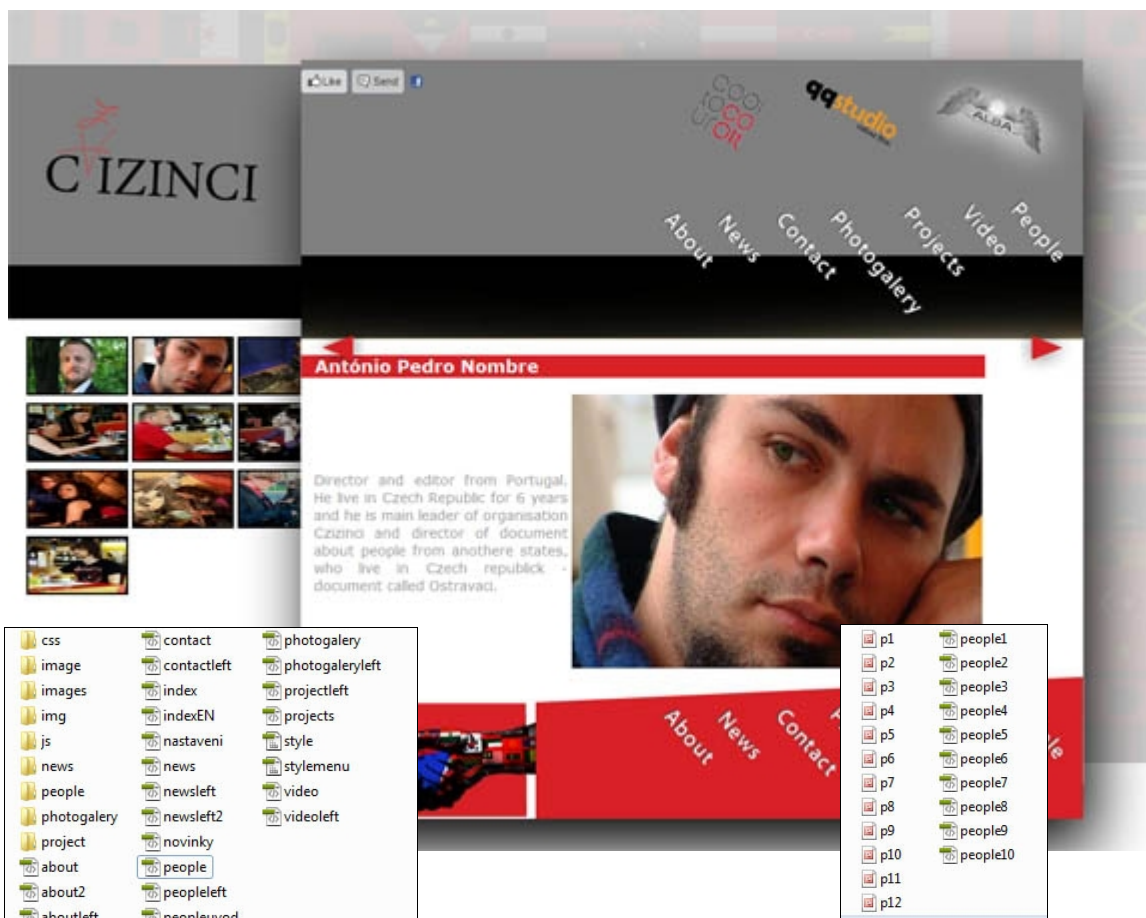 Like Send
COO
qqstudio
ALBA
CIZINCI
About News Contact Photogalery Projects Video People
António Pedro Nombre
Director and editor from Portugal.
He live in Czech Republic for 6 years
and he is main leader of organisation
Czizinci and director of document
about people from anothere states,
who live in Czech republick -
document called Ostravaci.
About News Contact
css
image
images
img
js
news
people
photogalery
project
about
about2
aboutleft
contact
contactleft
index
indexEN
nastaveni
news
newsleft
newsleft2
novinky
people
peopleleft
peopleuvod
photogalery
photogaleryleft
projectleft
projects
style
stylemenu
video
videoleft
p1
p2
p3
p4
p5
p6
p7
p8
p9
p10
p11
p12
people1
people2
people3
people4
people5
people6
people7
people8
people9
people10